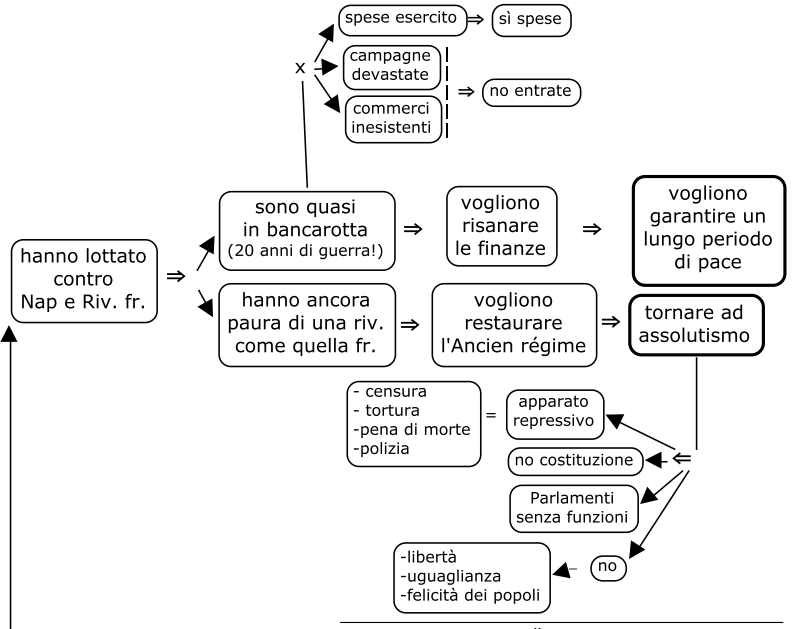 spese esercito ⇒ sì spese
x
campagne
devastate
⇒ no entrate
commerci
inesistenti
sono quasi
in bancarotta
(20 anni di guerra!)
⇒
vogliono
risanare
le finanze
⇒
vogliono
garantire un
lungo periodo
di pace
hanno lottato
contro
Nap e Riv. fr.
⇒
hanno ancora
paura di una riv.
come quella fr.
⇒
vogliono
restaurare
l'Ancien régime
⇒
tornare ad
assolutismo
- censura
- tortura
-pena di morte
-polizia
=
apparato
repressivo
no costituzione
⇐
Parlamenti
senza funzioni
no
-libertà
-uguaglianza
-felicità dei popoli